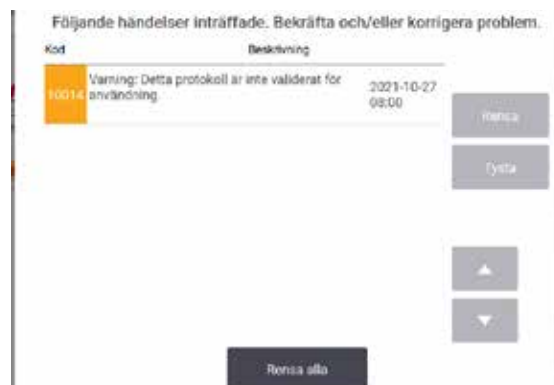 Följande händelser inträffade. Bekräfta och/eller korrigera problem.
Kod Beskrivning
10014 Varning: Detta protokoll är inte validerat för användning. 2021-10-27 08:00
Rensa
Tysta
Rensa alla